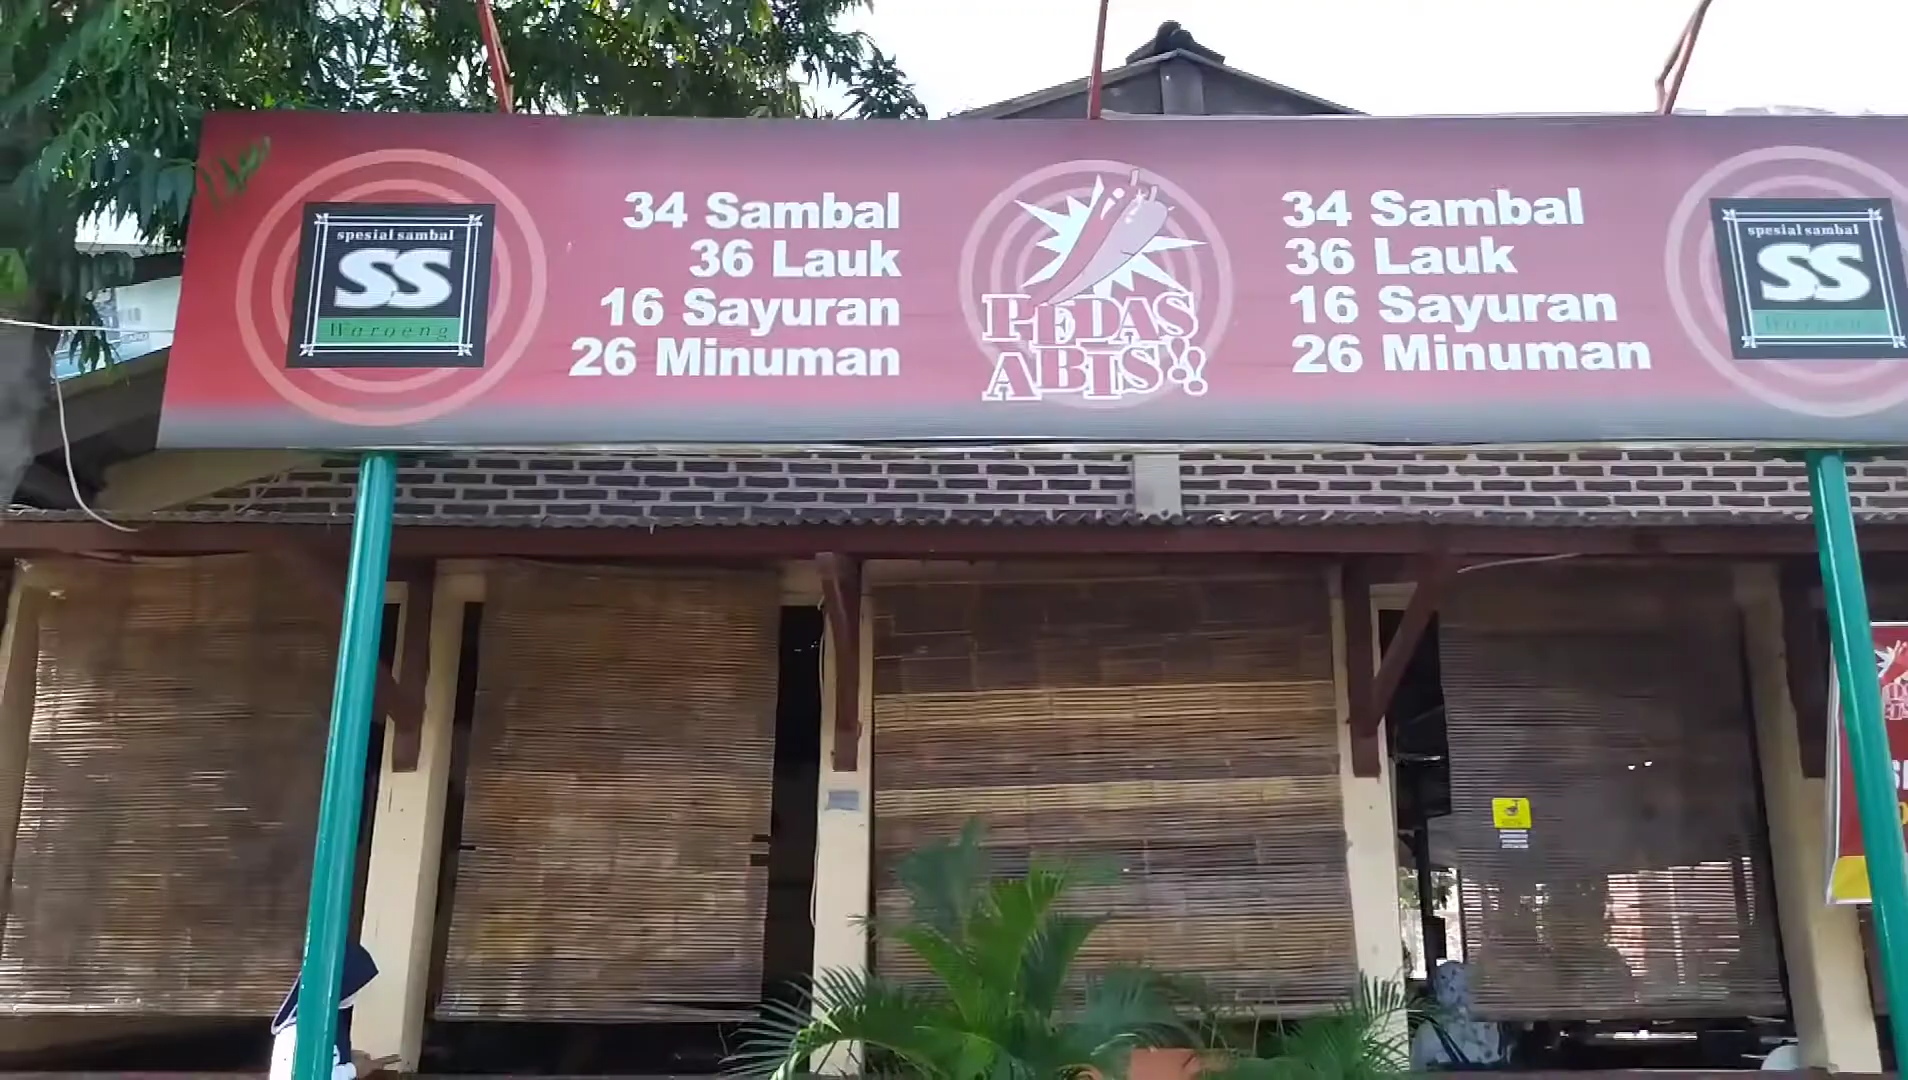 spesial sambal
SS
Waroeng
34 Sambal
36 Lauk
16 Sayuran
26 Minuman
PEDAS
ABIS!!
34 Sambal
36 Lauk
16 Sayuran
26 Minuman
spesial sambal
SS
Waroeng